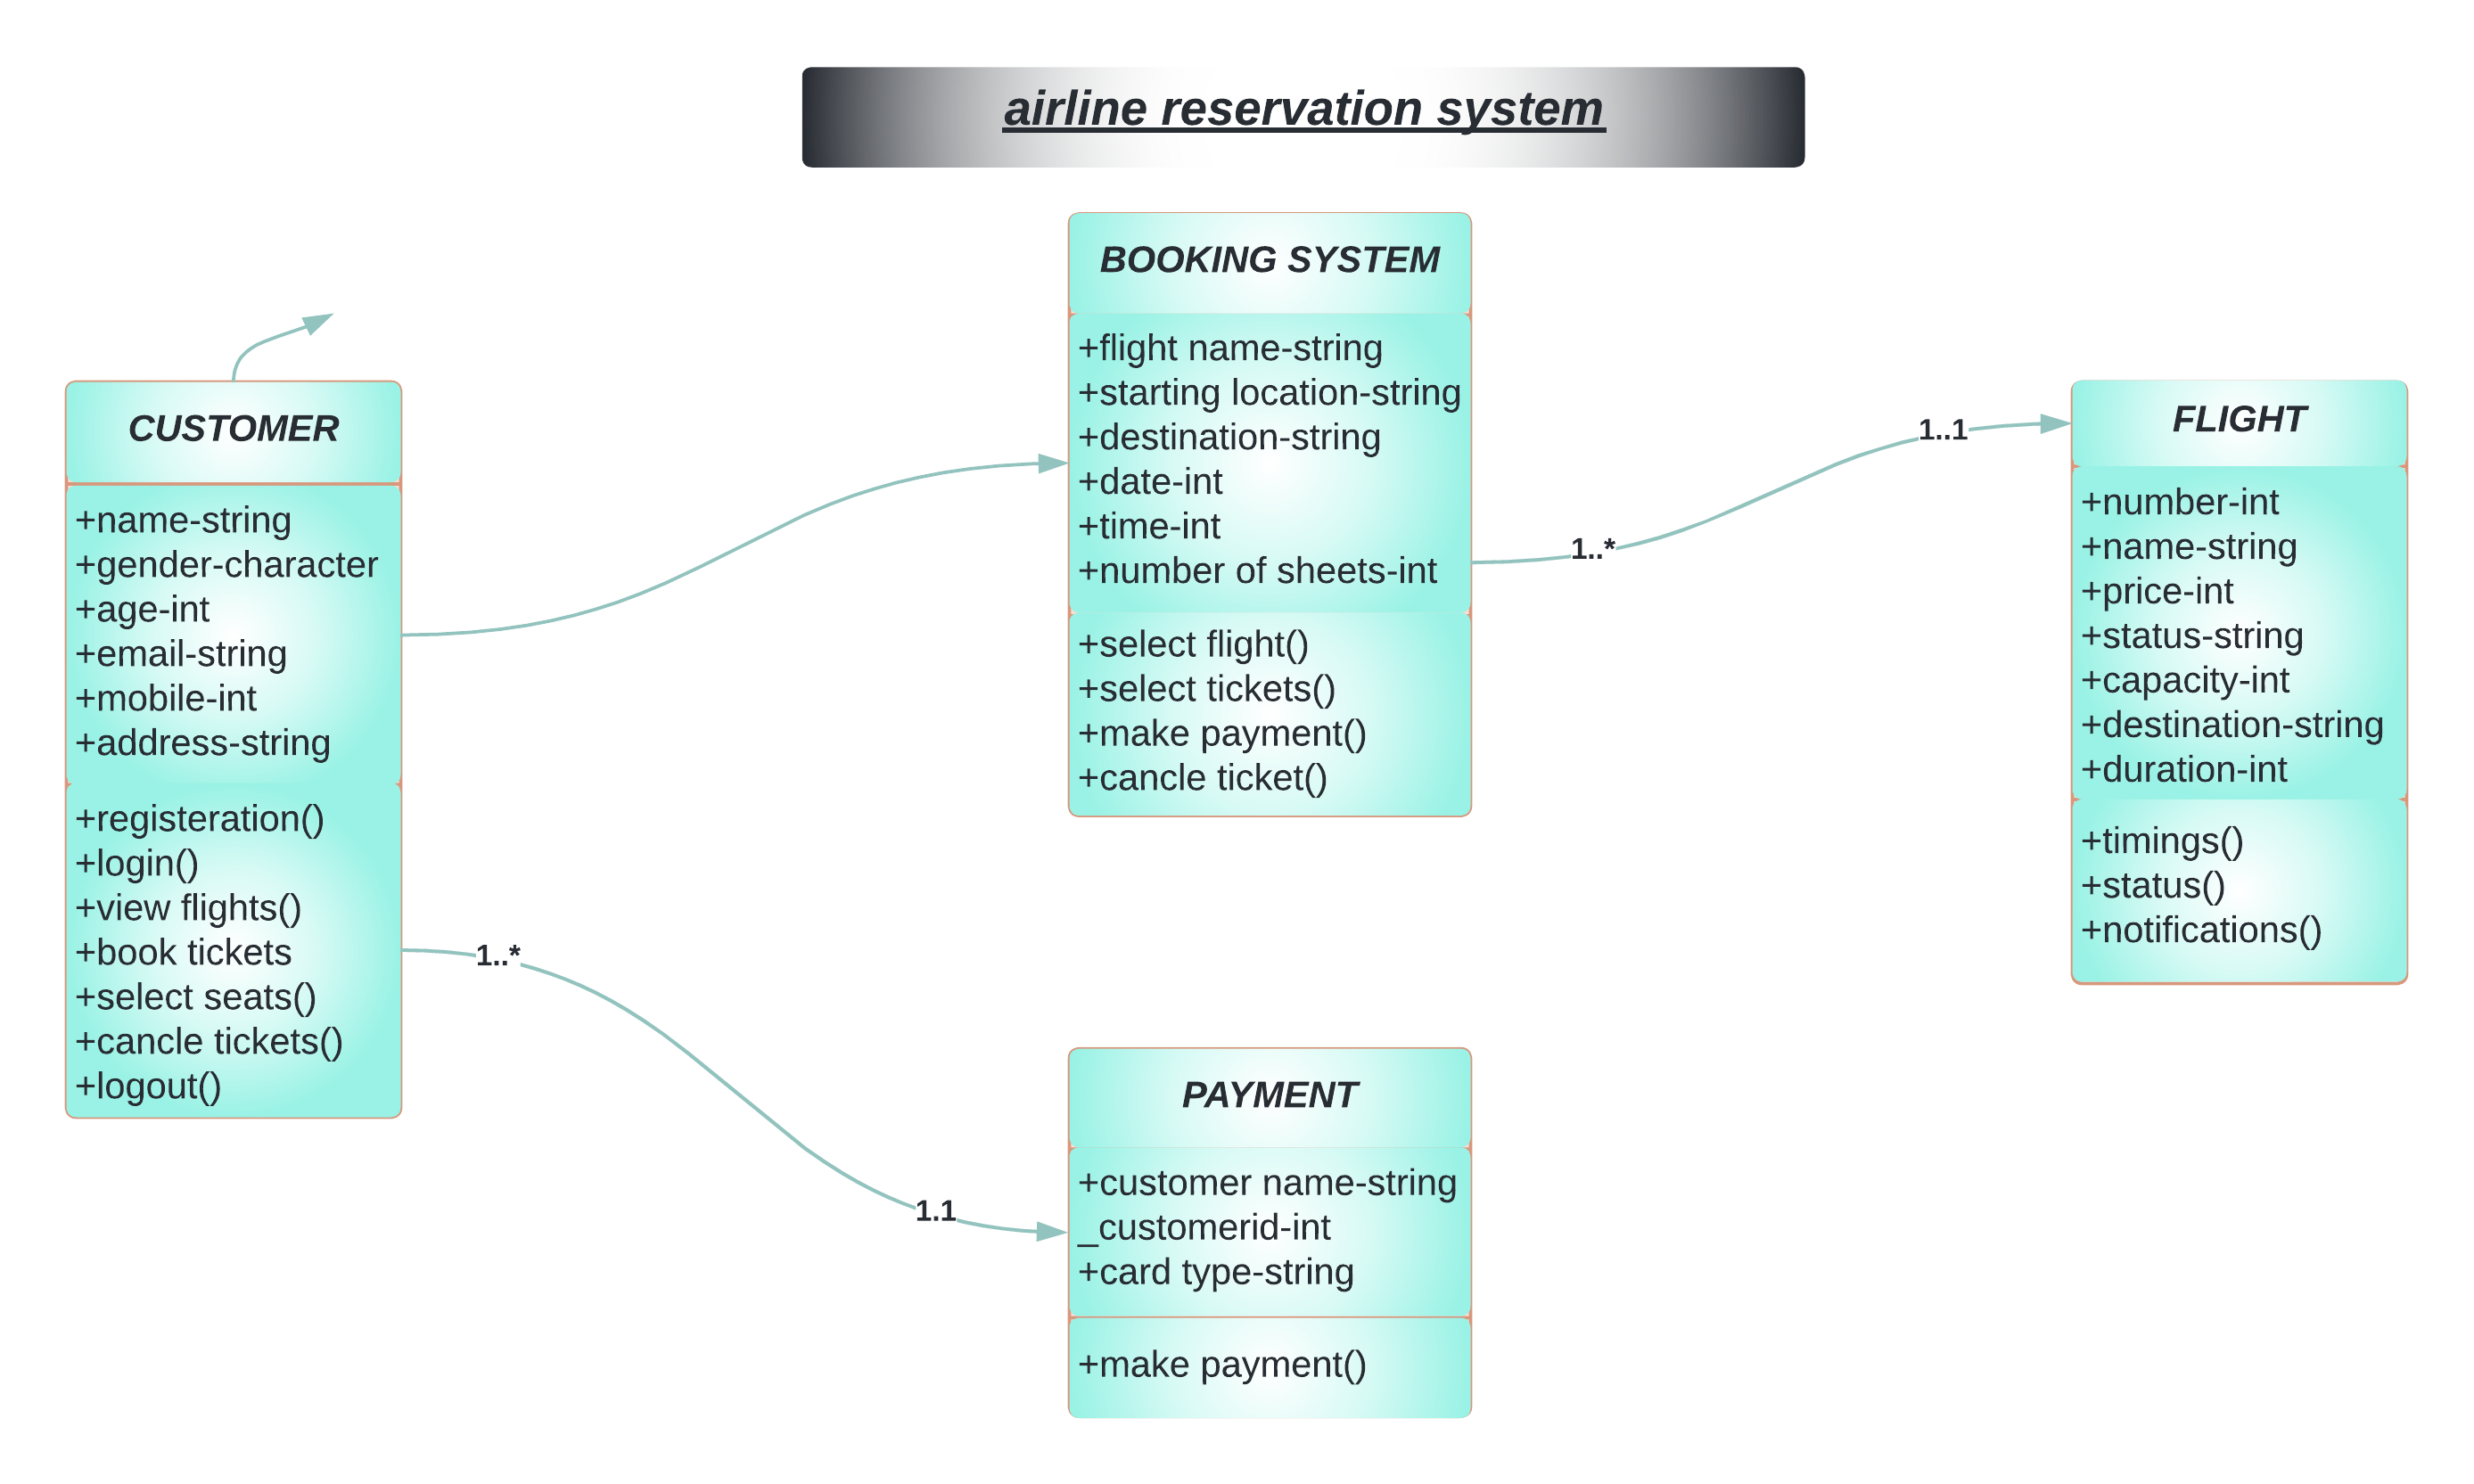 airline reservation system
CUSTOMER
+name-string
+gender-character
+age-int
+email-string
+mobile-int
+address-string
+registeration()
+login()
+view flights()
+book tickets
+select seats()
+cancle tickets()
+logout()
1..*
1.1
BOOKING SYSTEM
+flight name-string
+starting location-string
+destination-string
+date-int
+time-int
+number of sheets-int
+select flight()
+select tickets()
+make payment()
+cancle ticket()
1..*
1..1
PAYMENT
+customer name-string
_customerid-int
+card type-string
+make payment()
FLIGHT
+number-int
+name-string
+price-int
+status-string
+capacity-int
+destination-string
+duration-int
+timings()
+status()
+notifications()